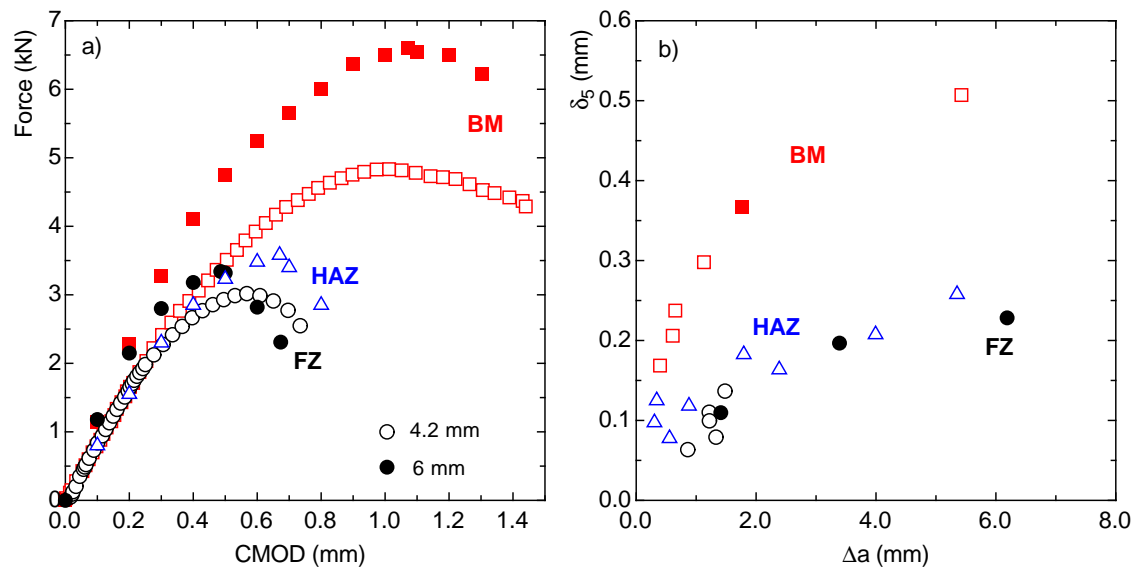 a)
Force (kN)
7
6
5
4
3
2
1
0
BM
HAZ
FZ
4.2 mm
6 mm
0.0 0.2 0.4 0.6 0.8 1.0 1.2 1.4
CMOD (mm)
b)
δ5 (mm)
0.6
0.5
0.4
0.3
0.2
0.1
0.0
BM
HAZ
FZ
0.0 2.0 4.0 6.0 8.0
Δa (mm)